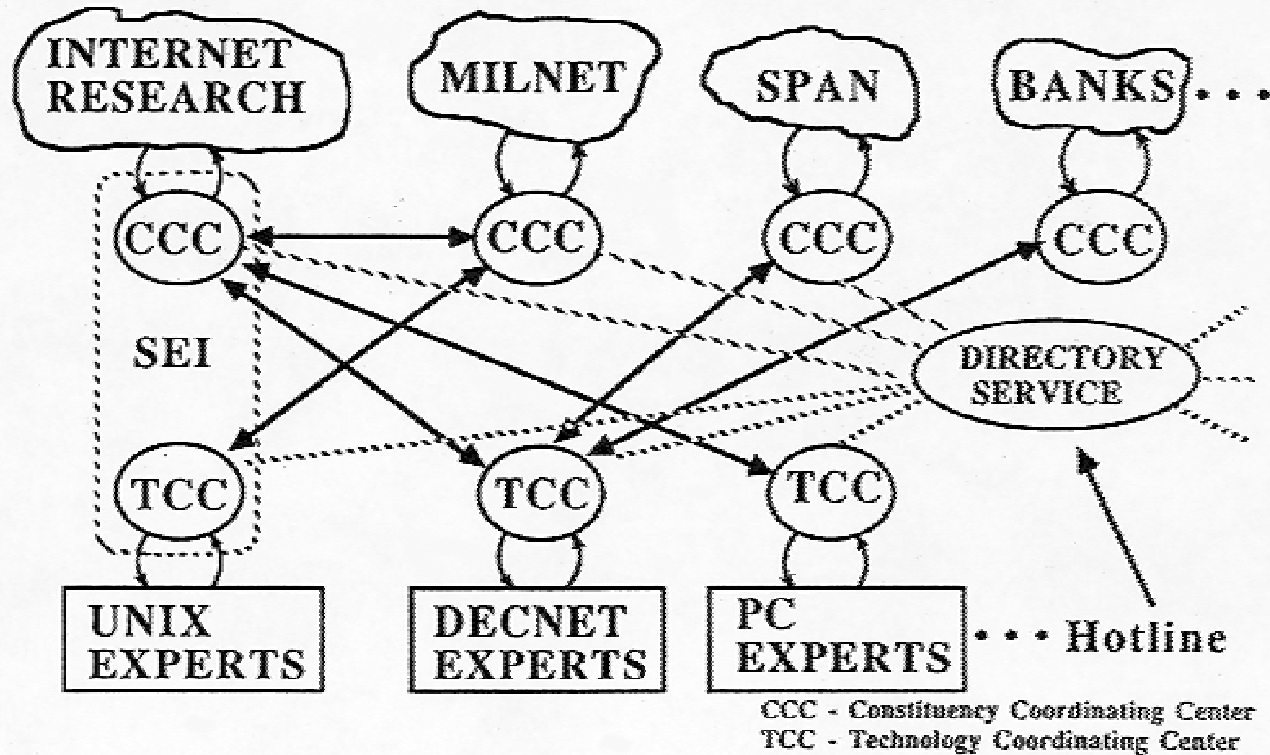 INTERNET
RESEARCH
MILNET
SPAN
BANKS • • •
CCC
CCC
CCC
CCC
SEI
DIRECTORY
SERVICE
TCC
TCC
TCC
UNIX
EXPERTS
DECNET
EXPERTS
PC
EXPERTS
• • • Hotline
CCC - Constituency Coordinating Center
TCC - Technology Coordinating Center